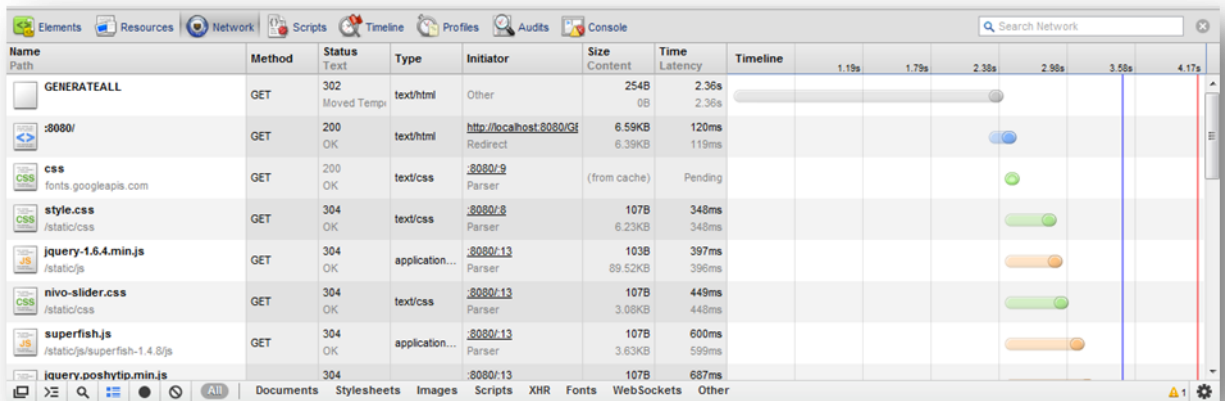 Elements Resources Network Scripts Timeline Profiles Audits Console Search Network
Name Method Status Type Initiator Size Time Timeline
Path Text Content Latency 1.19s 1.79s 2.38s 2.98s 3.58s 4.17s
GENERATEALL GET 302 text/html Other 254B 2.36s
Moved Tempo 0B 2.36s
:8080/ GET 200 text/html http://localhost:8080/GE 6.59KB 120ms
OK Redirect 6.39KB 119ms
css GET 200 text/css :8080/:9 (from cache) Pending
fonts.googleapis.com OK Parser
style.css GET 304 text/css :8080/:8 107B 348ms
/static/css OK Parser 6.23KB 348ms
jquery-1.6.4.min.js GET 304 application... :8080/:13 103B 397ms
/static/js OK Parser 89.52KB 396ms
nivo-slider.css GET 304 text/css :8080/:13 107B 449ms
/static/css OK Parser 3.08KB 448ms
superfish.js GET 304 application... :8080/:13 107B 600ms
/static/js/superfish-1.4.8/js OK Parser 3.63KB 599ms
jquery.poshytip.min.js 304 :8080/:13 107B 687ms
All Documents Stylesheets Images Scripts XHR Fonts WebSockets Other 1